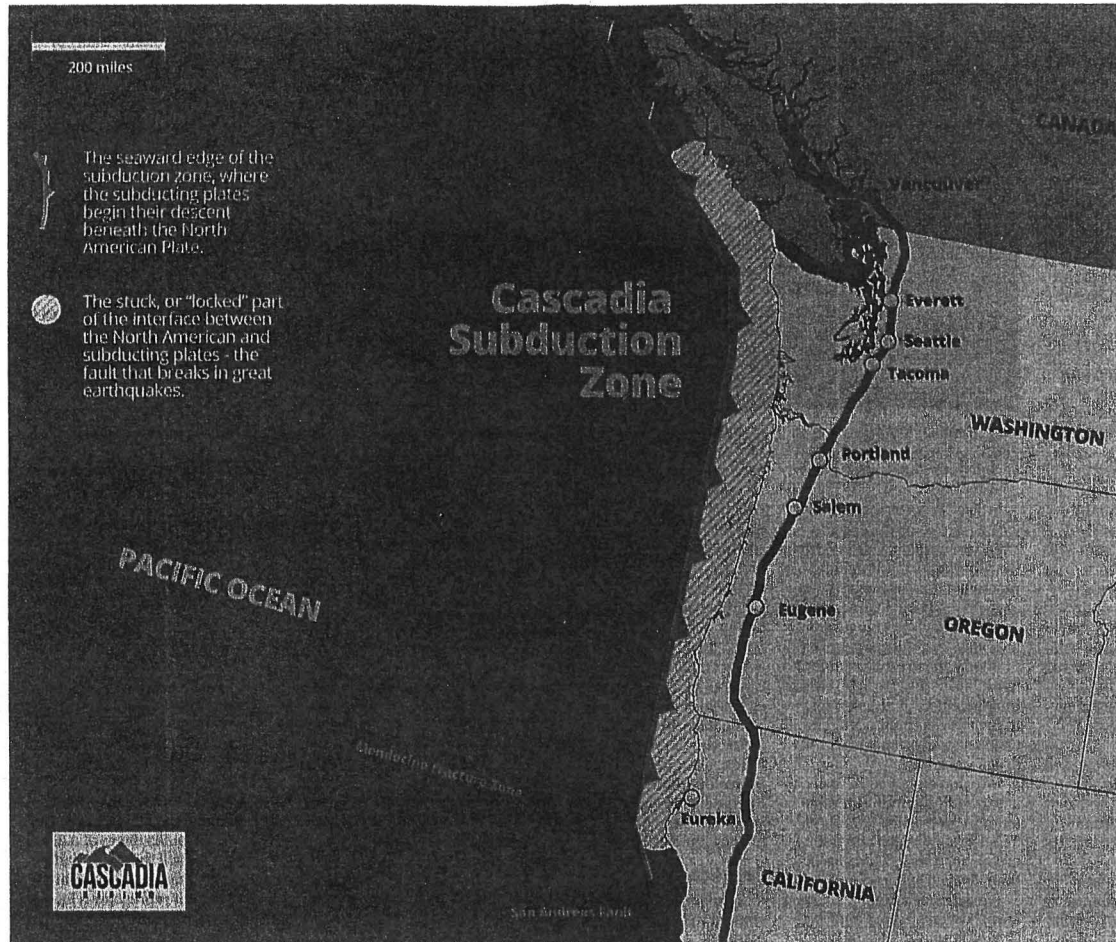 200 miles
The seaward edge of the
subduction zone, where
the subducting plates
begin their descent
beneath the North
American Plate.
The stuck, or "locked" part
of the interface between
the North American and
subducting plates - the
fault that breaks in great
earthquakes.
Cascadia
Subduction
Zone
CANADA
Vancouver
Everett
Seattle
Tacoma
WASHINGTON
Portland
Salem
PACIFIC OCEAN
Eugene
OREGON
Mendocino Fracture Zone
Eureka
CASCADIA
CALIFORNIA
San Andreas Fault